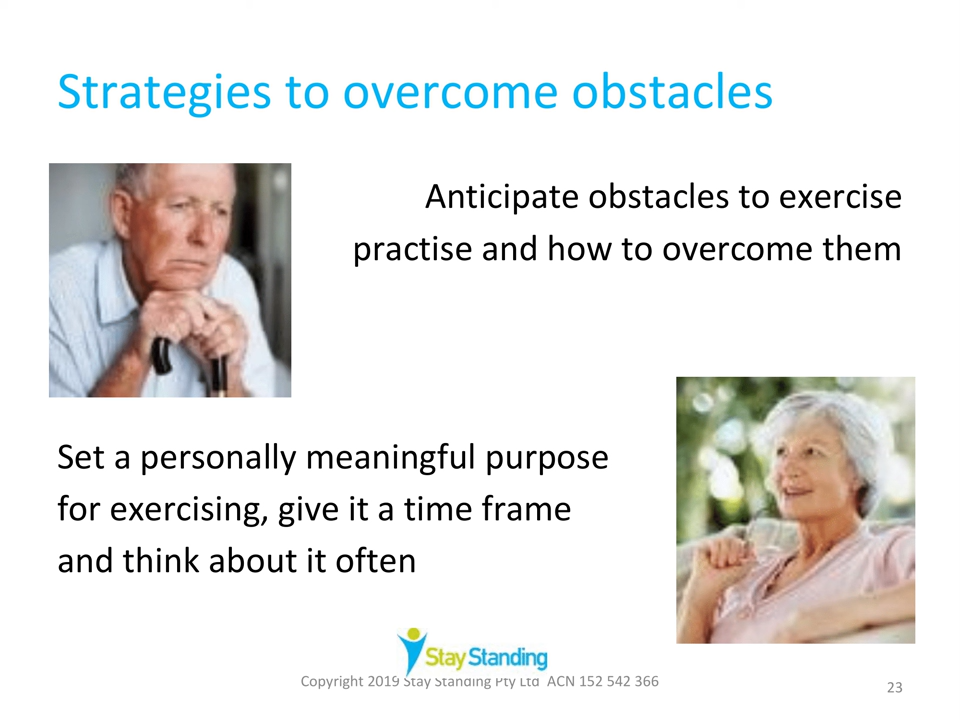 Strategies to overcome obstacles
Anticipate obstacles to exercise
practise and how to overcome them
Set a personally meaningful purpose
for exercising, give it a time frame
and think about it often
Stay Standing
Copyright 2019 Stay Standing Pty Ltd ACN 152 542 366
23